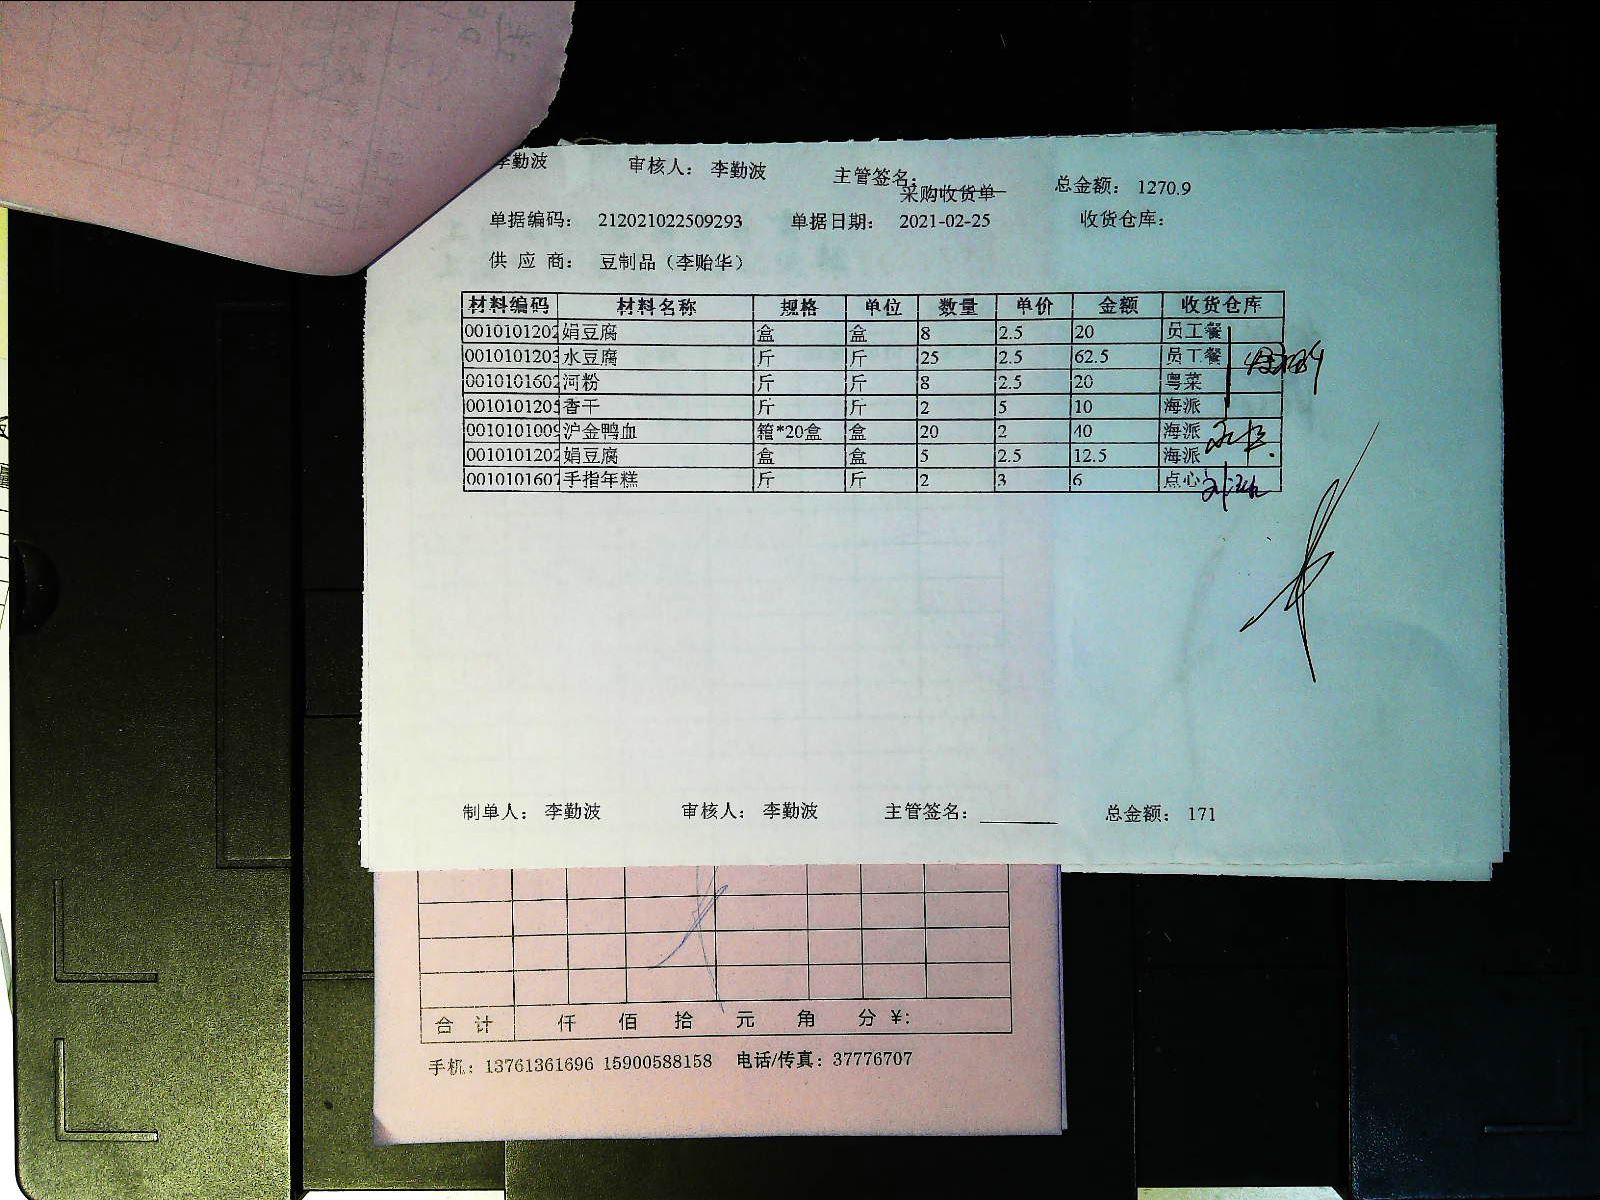 李勤波 审核人： 李勤波 主管签名： 总金额： 1270.9
采购收货单
单据编码： 212021022509293 单据日期： 2021-02-25 收货仓库：
供 应 商： 豆制品（李贻华）
材料编码 材料名称 规格 单位 数量 单价 金额 收货仓库
0010101202 娟豆腐 盒 盒 8 2.5 20 员工餐
0010101203 水豆腐 斤 斤 25 2.5 62.5 员工餐
0010101602 河粉 斤 斤 8 2.5 20 粤菜
0010101205 香干 斤 斤 2 5 10 海派
0010101009 沪金鸭血 箱*20盒 盒 20 2 40 海派
0010101202 娟豆腐 盒 盒 5 2.5 12.5 海派
0010101607 手指年糕 斤 斤 2 3 6 点心
制单人： 李勤波 审核人： 李勤波 主管签名： 总金额： 171
合 计 仟 佰 拾 元 角 分 ¥：
手机：13761361696 15900588158 电话/传真：37776707